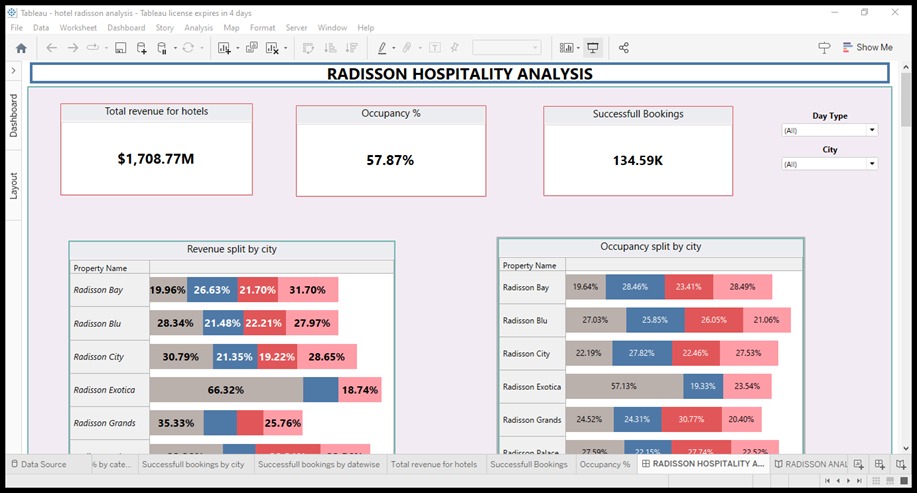 Tableau - hotel radisson analysis - Tableau license expires in 4 days
File Data Worksheet Dashboard Story Analysis Map Format Server Window Help
Show Me
Dashboard
Layout
RADISSON HOSPITALITY ANALYSIS
Total revenue for hotels
$1,708.77M
Occupancy %
57.87%
Successfull Bookings
134.59K
Day Type
(All)
City
(All)
Revenue split by city
Property Name
Radisson Bay 19.96% 26.63% 21.70% 31.70%
Radisson Blu 28.34% 21.48% 22.21% 27.97%
Radisson City 30.79% 21.35% 19.22% 28.65%
Radisson Exotica 66.32% 18.74%
Radisson Grands 35.33% 25.76%
Occupancy split by city
Property Name
Radisson Bay 19.64% 28.46% 23.41% 28.49%
Radisson Blu 27.03% 25.85% 26.05% 21.06%
Radisson City 22.19% 27.82% 22.46% 27.53%
Radisson Exotica 57.13% 19.33% 23.54%
Radisson Grands 24.52% 24.31% 30.77% 20.40%
Radisson Palace 27.59% 22.15% 27.74% 22.52%
Data Source % by cate... Successfull bookings by city Successfull bookings by datewise Total revenue for hotels Successfull Bookings Occupancy % RADISSON HOSPITALITY A... RADISSON ANAL